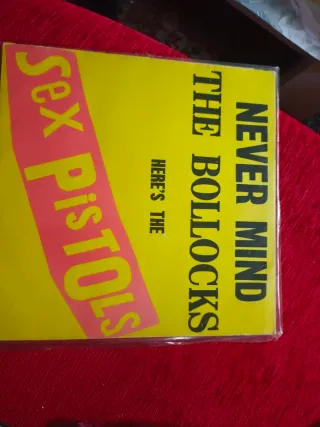 NEVER MIND
THE BOLLOCKS
HERE'S THE
Sex PiSTOLS